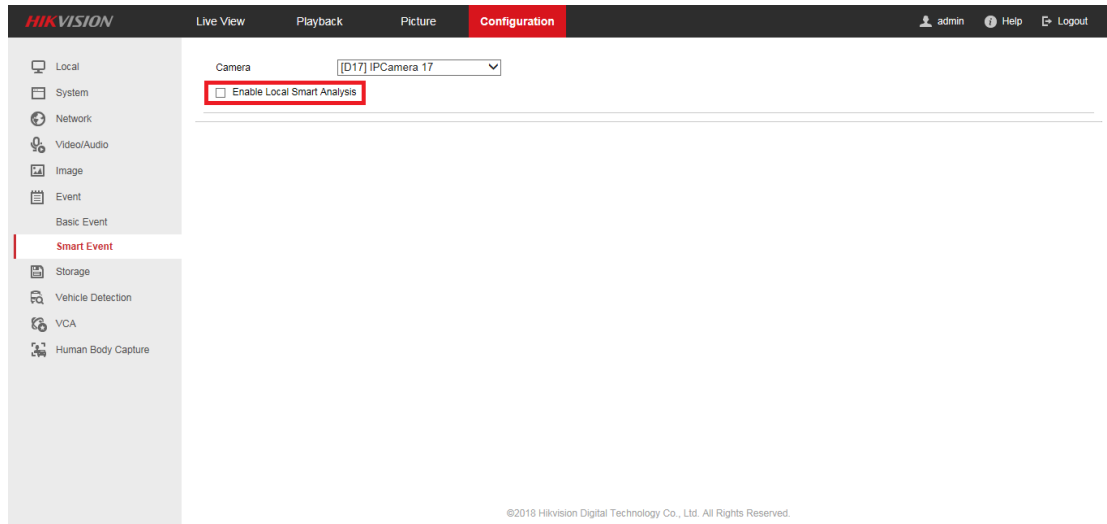 HIKVISION Live View Playback Picture Configuration admin Help Logout
Local
System
Network
Video/Audio
Image
Event
Basic Event
Smart Event
Storage
Vehicle Detection
VCA
Human Body Capture
Camera [D17] IPCamera 17
Enable Local Smart Analysis
©2018 Hikvision Digital Technology Co., Ltd. All Rights Reserved.